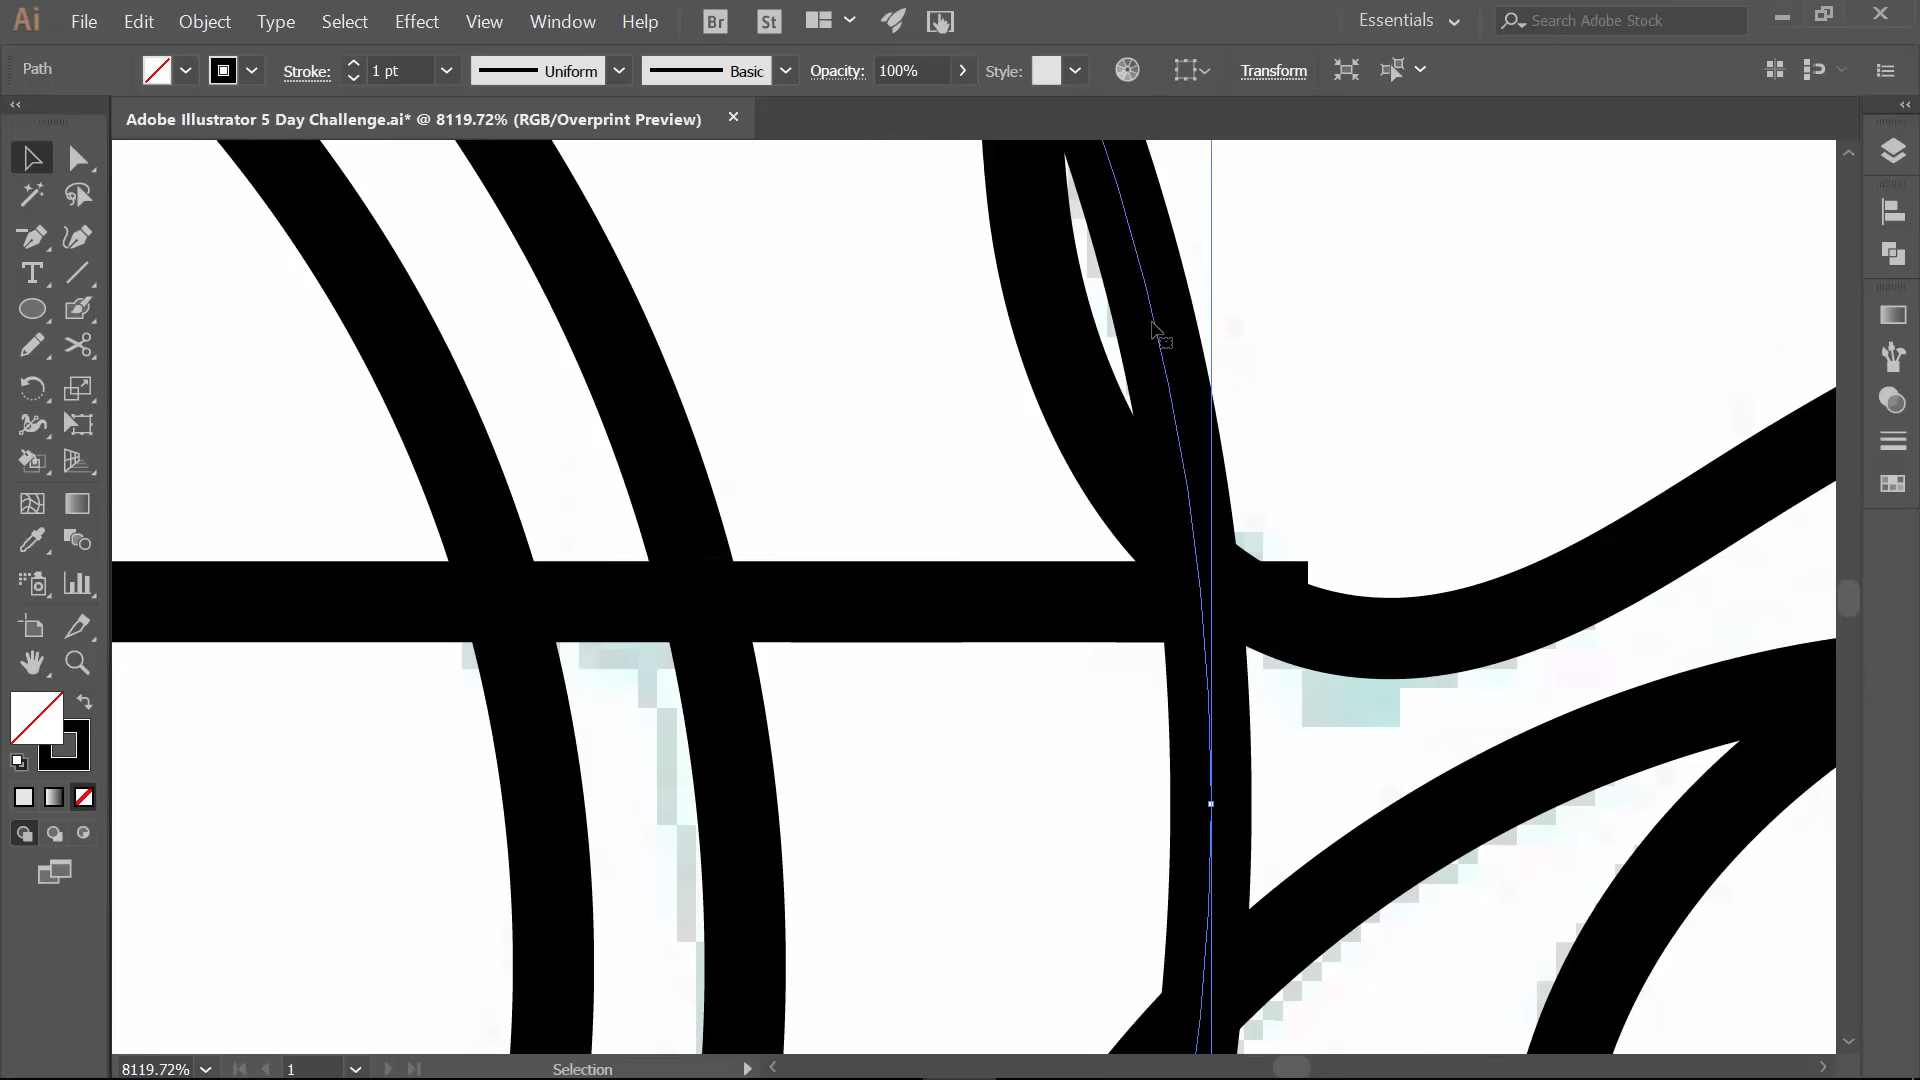 Ai File Edit Object Type Select Effect View Window Help Br St Essentials Search Adobe Stock
Path Stroke: 1 pt Uniform Basic Opacity: 100% Style: Transform
Adobe Illustrator 5 Day Challenge.ai* @ 8119.72% (RGB/Overprint Preview)
8119.72% 1 Selection